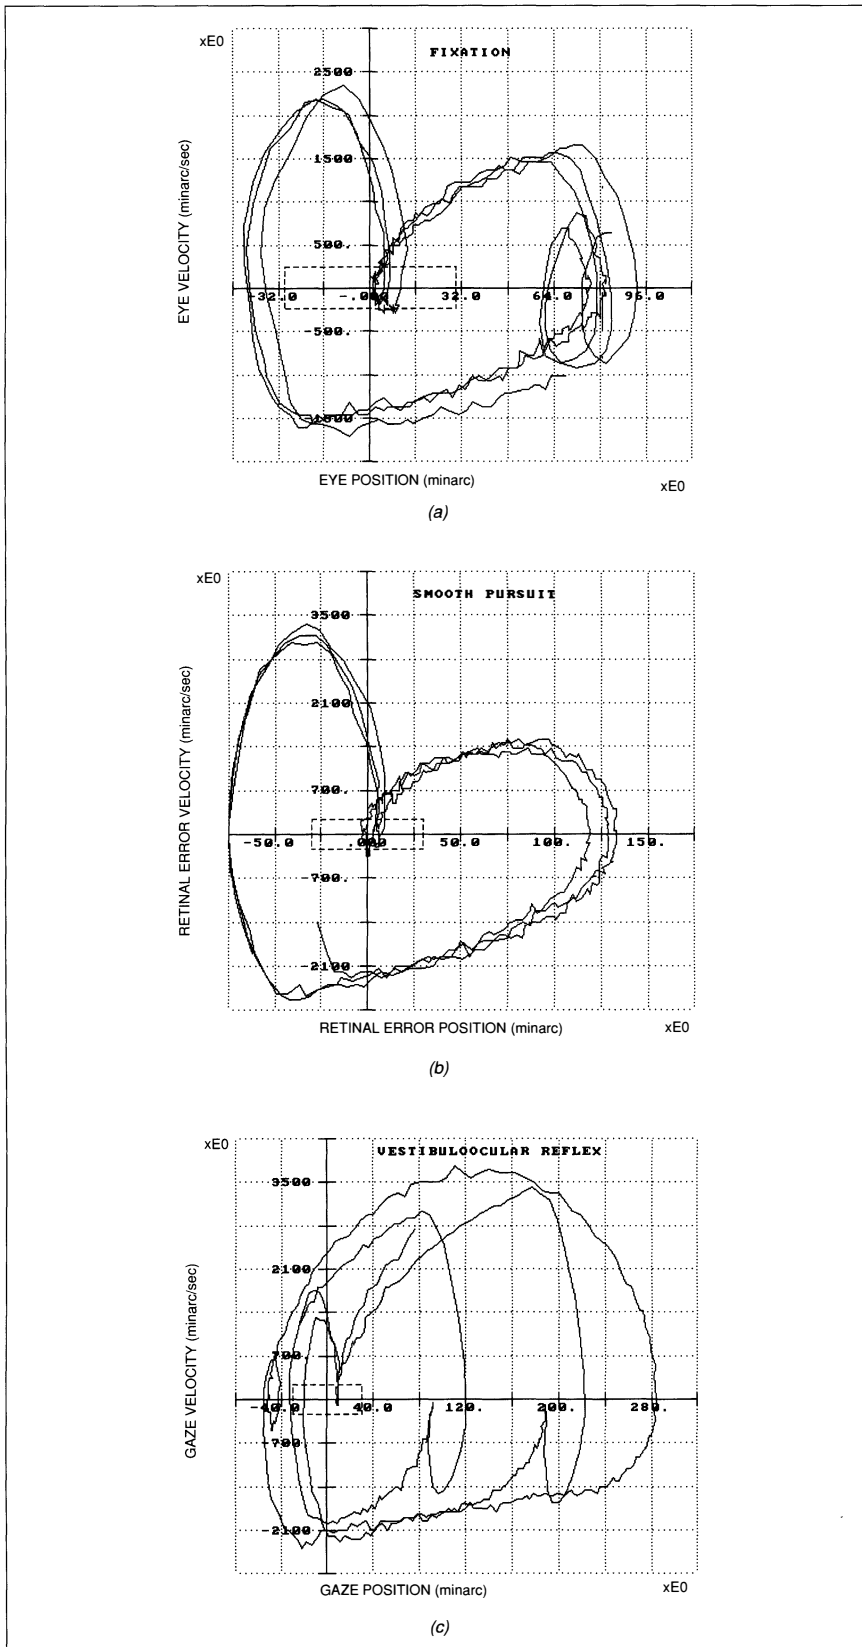 xE0
FIXATION
2500
1500
500.
-32.0 -.000 32.0 64.0 96.0
-500.
-1500
EYE VELOCITY (minarc/sec)
EYE POSITION (minarc)
xE0
(a)
xE0
SMOOTH PURSUIT
3500
2100
700.
-50.0 .000 50.0 100. 150.
-700.
-2100
RETINAL ERROR VELOCITY (minarc/sec)
RETINAL ERROR POSITION (minarc)
xE0
(b)
xE0
VESTIBULOOCULAR REFLEX
3500
2100
700.
-40.0 40.0 120. 200. 280.
-700.
-2100
GAZE VELOCITY (minarc/sec)
GAZE POSITION (minarc)
xE0
(c)